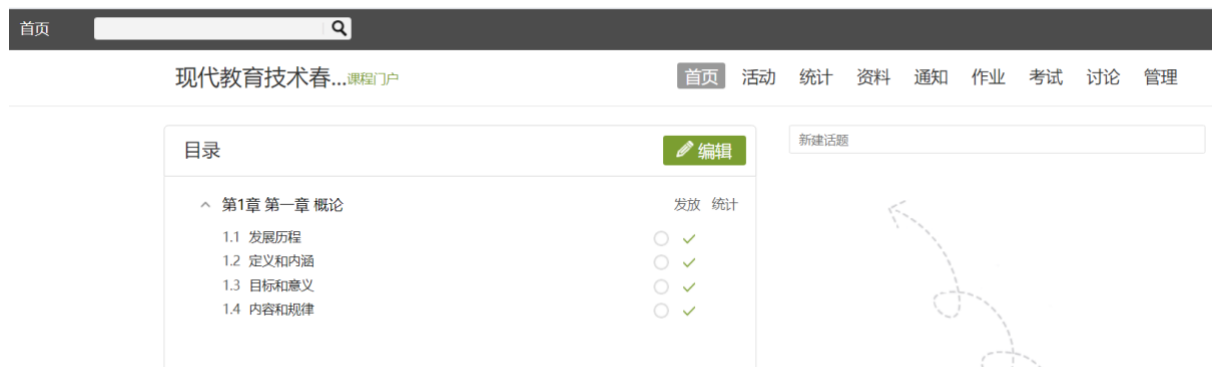 首页
现代教育技术春...课程门户 首页 活动 统计 资料 通知 作业 考试 讨论 管理
目录 编辑
新建话题
第1章 第一章 概论 发放 统计
1.1 发展历程
1.2 定义和内涵
1.3 目标和意义
1.4 内容和规律